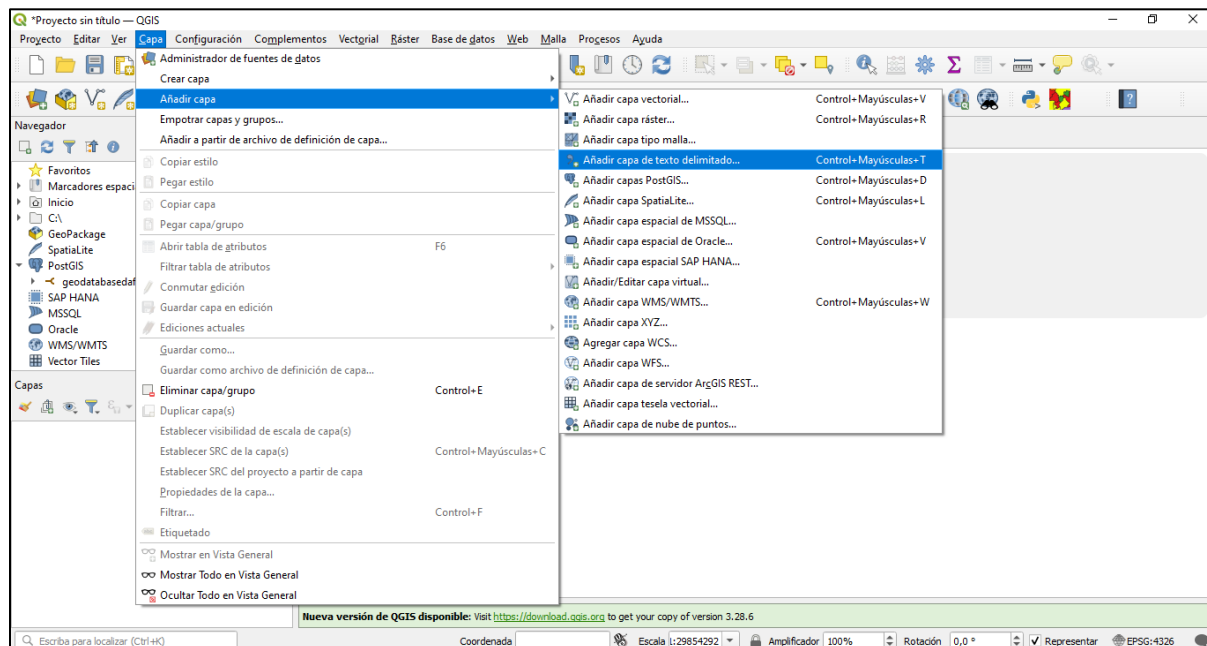 *Proyecto sin título — QGIS
Proyecto Editar Ver Capa Configuración Complementos Vectorial Ráster Base de datos Web Malla Procesos Ayuda
Administrador de fuentes de datos
Crear capa
Añadir capa
Empotrar capas y grupos...
Añadir a partir de archivo de definición de capa...
Copiar estilo
Pegar estilo
Copiar capa
Pegar capa/grupo
Abrir tabla de atributos F6
Filtrar tabla de atributos
Conmutar edición
Guardar capa en edición
Ediciones actuales
Guardar como...
Guardar como archivo de definición de capa...
Eliminar capa/grupo Control+E
Duplicar capa(s)
Establecer visibilidad de escala de capa(s)
Establecer SRC de la capa(s) Control+Mayúsculas+C
Establecer SRC del proyecto a partir de capa
Propiedades de la capa...
Filtrar... Control+F
Etiquetado
Mostrar en Vista General
Mostrar Todo en Vista General
Ocultar Todo en Vista General
Añadir capa vectorial... Control+Mayúsculas+V
Añadir capa ráster... Control+Mayúsculas+R
Añadir capa tipo malla...
Añadir capa de texto delimitado... Control+Mayúsculas+T
Añadir capas PostGIS... Control+Mayúsculas+D
Añadir capa SpatiaLite... Control+Mayúsculas+L
Añadir capa espacial de MSSQL...
Añadir capa espacial de Oracle... Control+Mayúsculas+V
Añadir capa espacial SAP HANA...
Añadir/Editar capa virtual...
Añadir capa WMS/WMTS... Control+Mayúsculas+W
Añadir capa XYZ...
Agregar capa WCS...
Añadir capa WFS...
Añadir capa de servidor ArcGIS REST...
Añadir capa tesela vectorial...
Añadir capa de nube de puntos...
Navegador
Favoritos
Marcadores espaci
Inicio
C:\
GeoPackage
SpatiaLite
PostGIS
geodatabasedaf
SAP HANA
MSSQL
Oracle
WMS/WMTS
Vector Tiles
Capas
Nueva versión de QGIS disponible: Visit https://download.qgis.org to get your copy of version 3.28.6
Escriba para localizar (Ctrl+K) Coordenada Escala 1:29854292 Amplificador 100% Rotación 0,0 ° Representar EPSG:4326